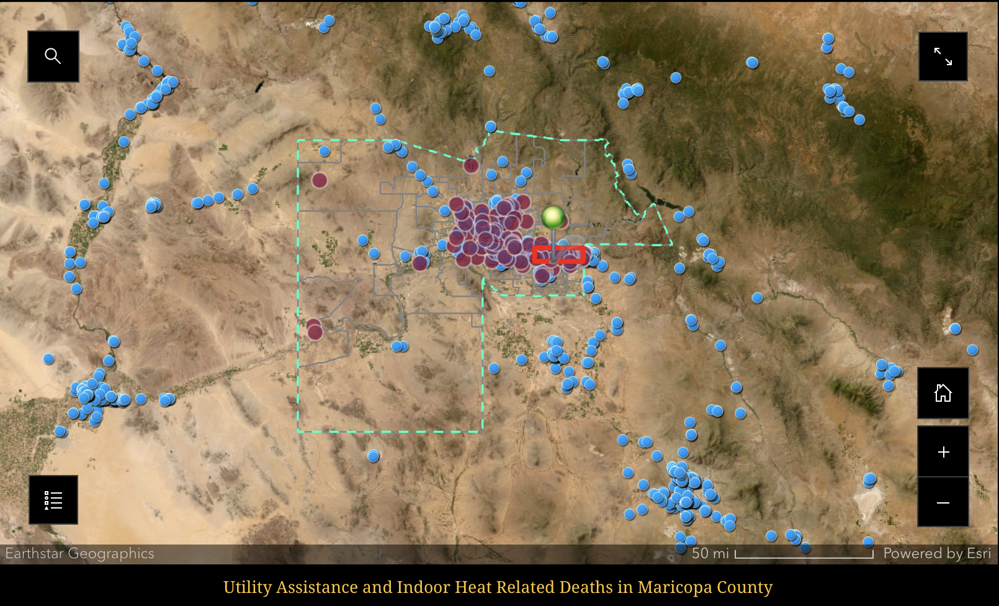 Earthstar Geographics
50 mi
Powered by Esri
Utility Assistance and Indoor Heat Related Deaths in Maricopa County